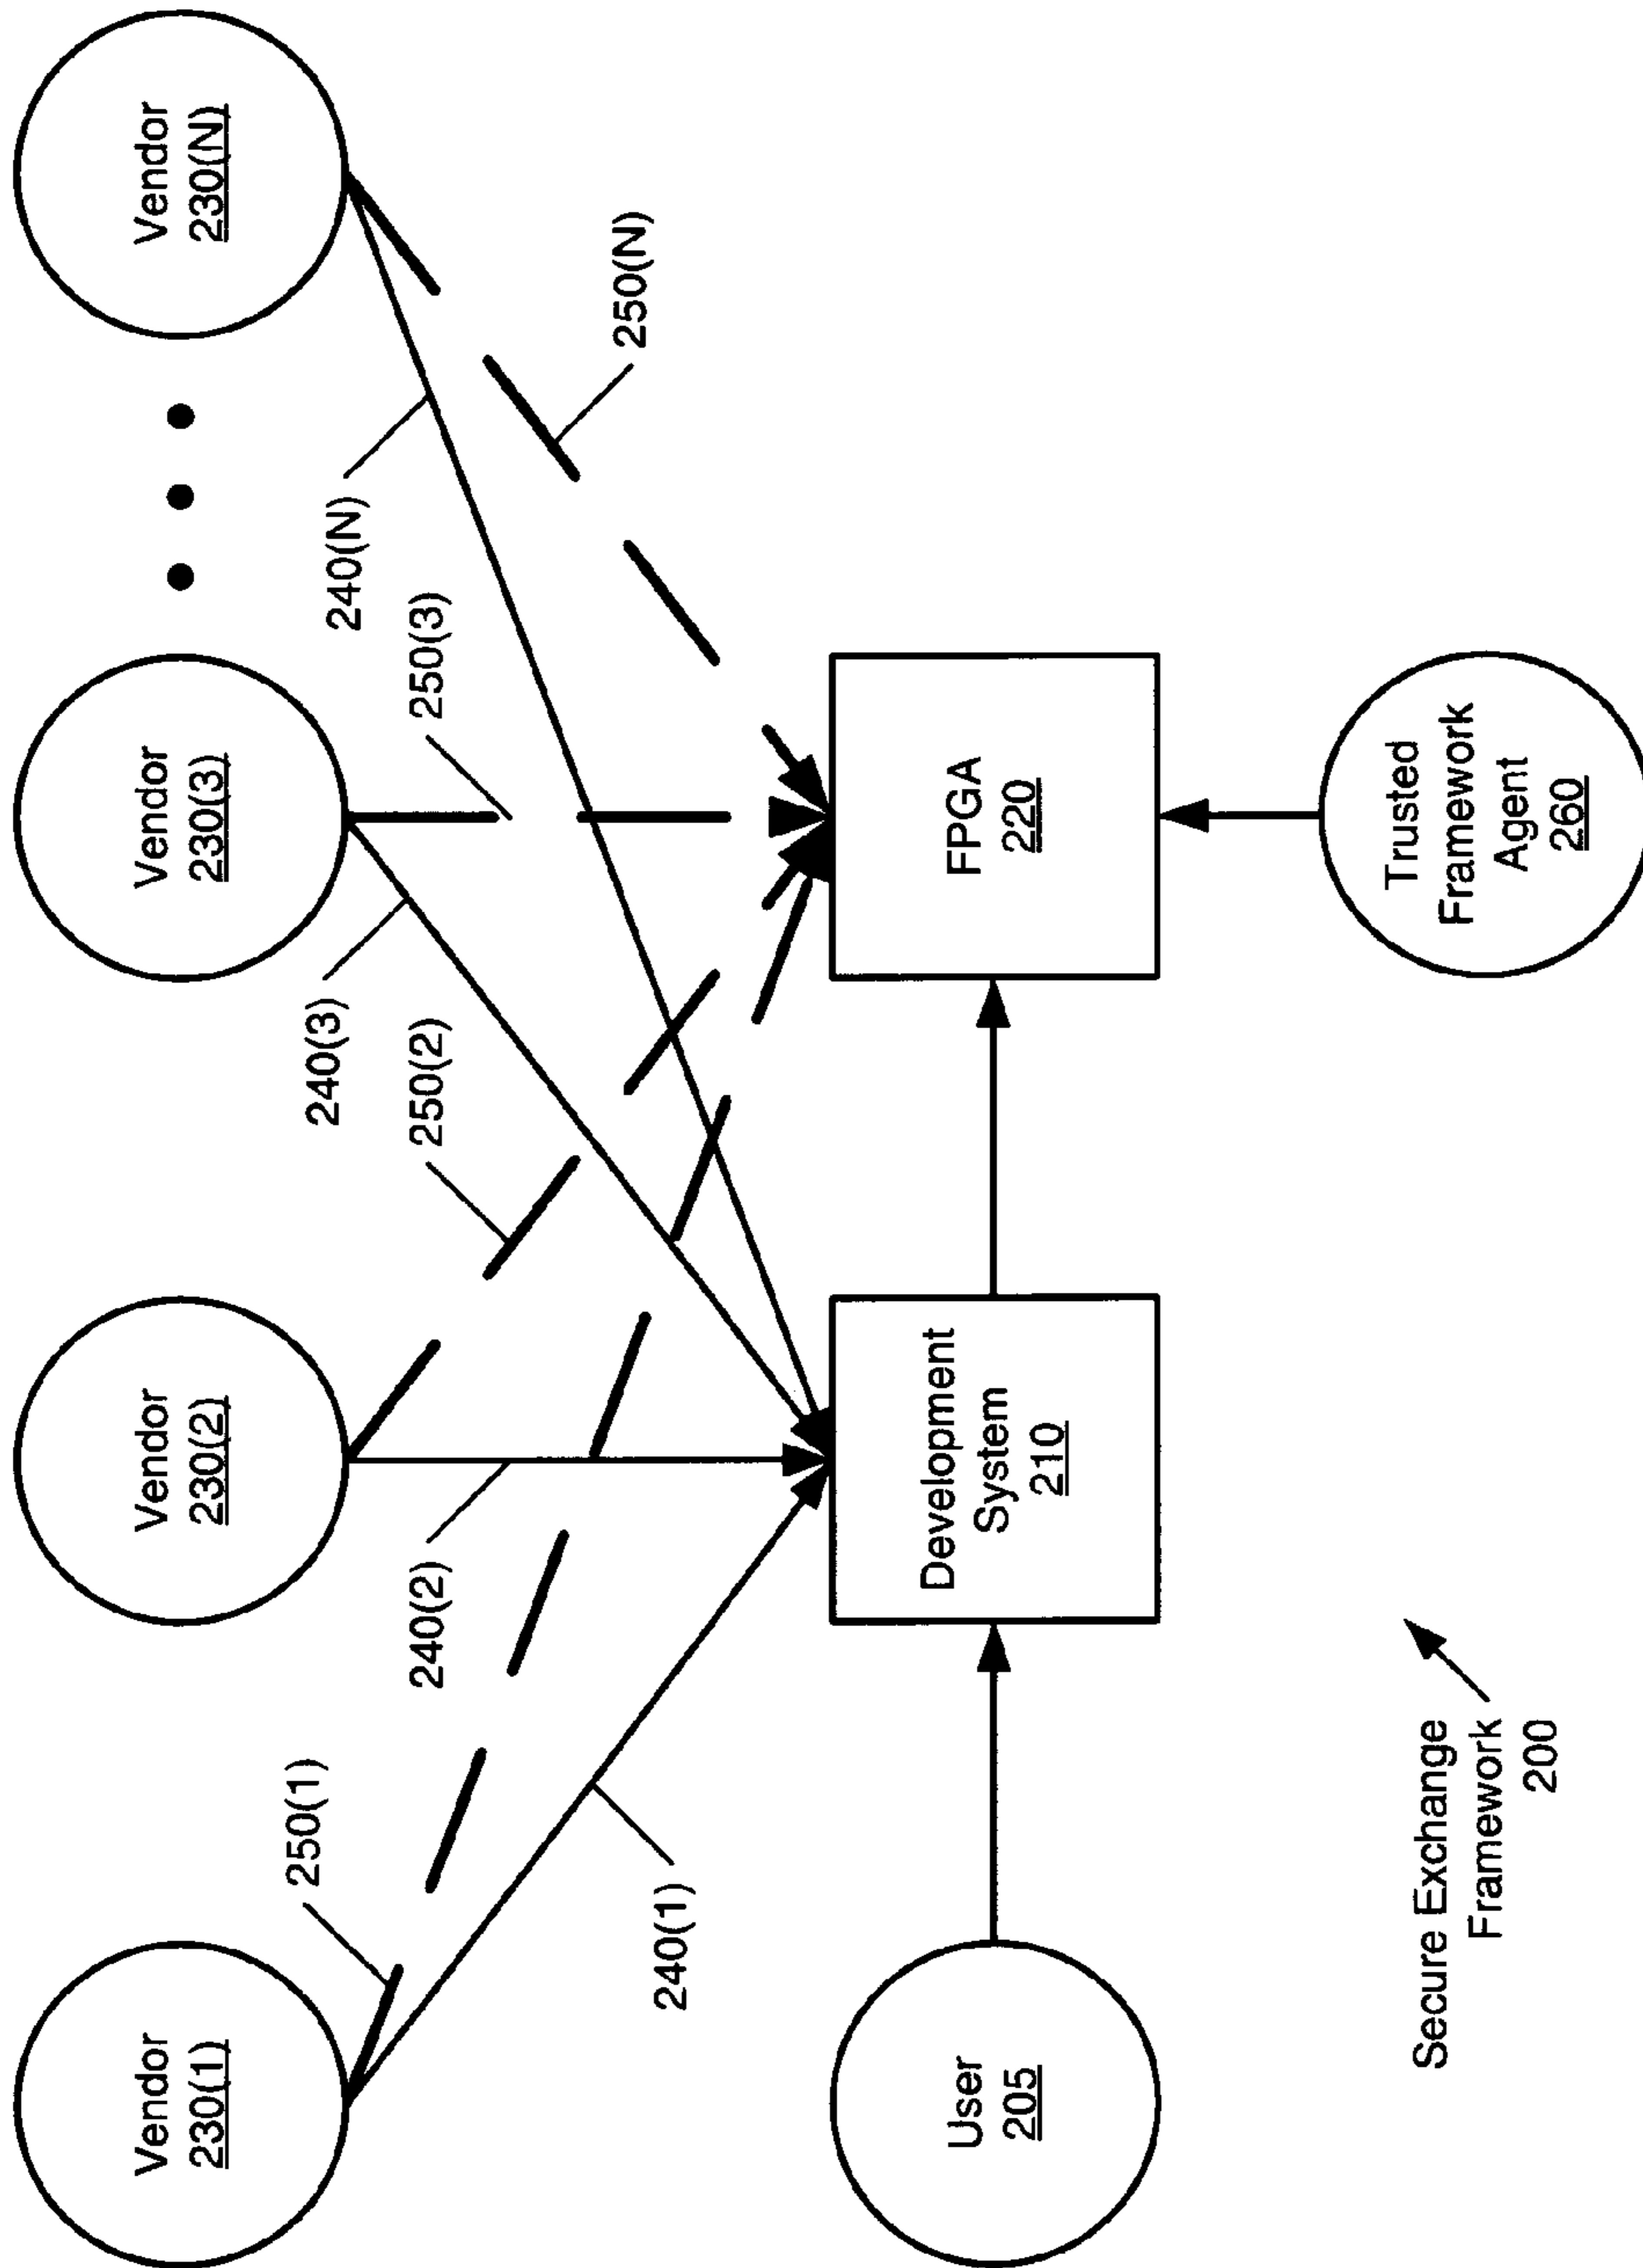 Vendor
230(1)
Vendor
230(2)
Vendor
230(3)
Vendor
230(N)
250(1)
240(1)
240(2)
250(2)
240(3)
250(3)
240(N)
250(N)
User
205
Development
System
210
FPGA
220
Trusted
Framework
Agent
260
Secure Exchange
Framework
200